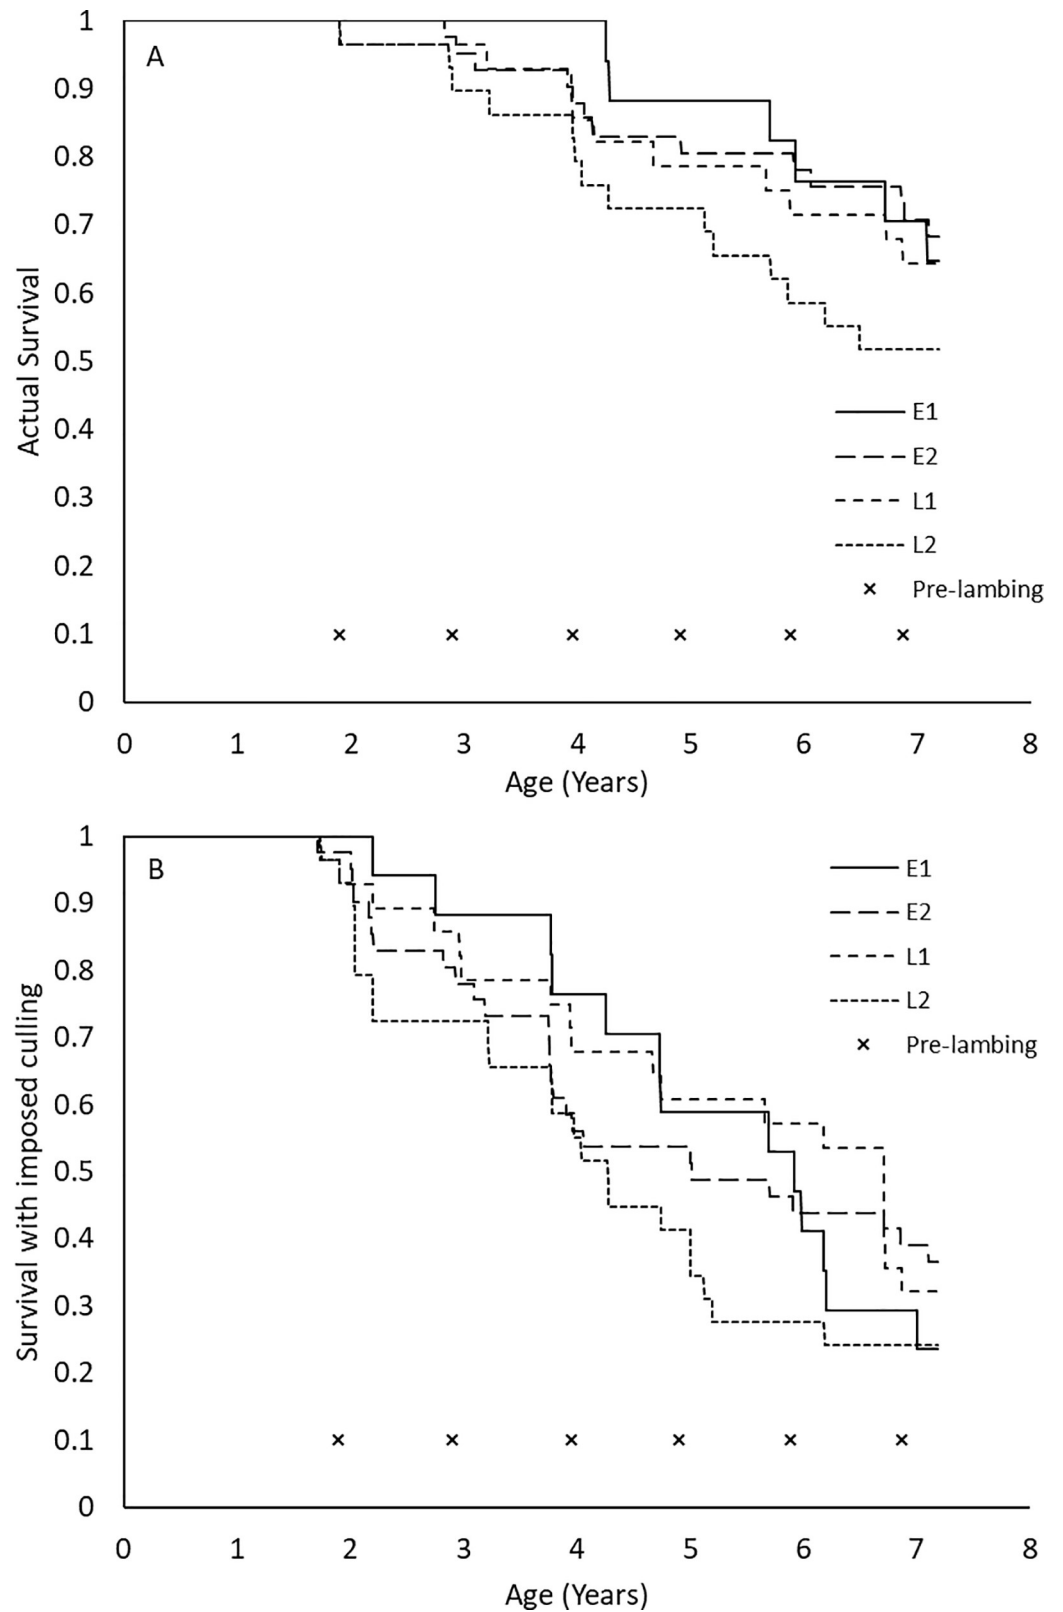 A
1
0.9
0.8
0.7
0.6
0.5
0.4
0.3
0.2
0.1
0
Actual Survival
E1
E2
L1
L2
Pre-lambing
0 1 2 3 4 5 6 7 8
Age (Years)
B
1
0.9
0.8
0.7
0.6
0.5
0.4
0.3
0.2
0.1
0
Survival with imposed culling
E1
E2
L1
L2
Pre-lambing
0 1 2 3 4 5 6 7 8
Age (Years)